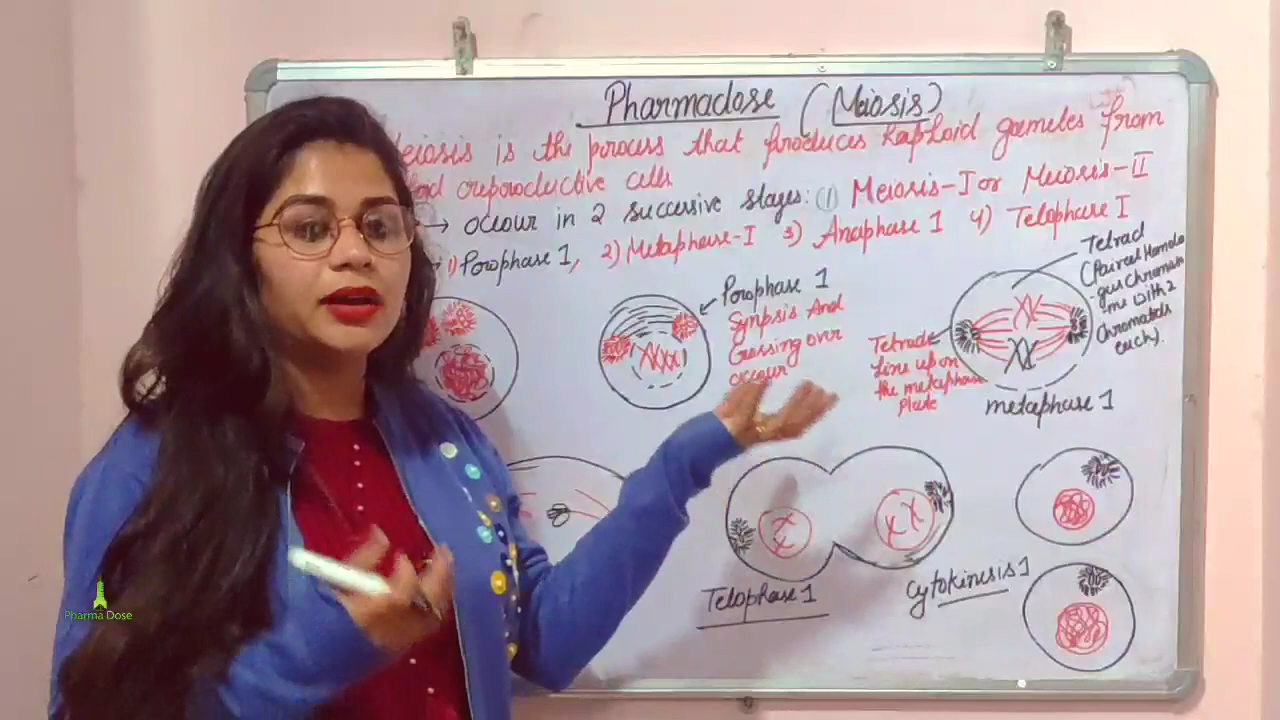 Pharmadose (Meiosis)
eiosis is the process that produces haploid gametes from
oid reproductive cells
→ occur in 2 successive stages: (1) Meiosis-I or Meiosis-II
1) Prophase 1, 2) Metaphase-I 3) Anaphase 1 4) Telophase I
Prophase 1
Synpsis And
Crossing over
occour
Tetrad
(Paired Homolo
-gus Chromoso
-me with 2
Chromatids
each).
Tetrads
line up on
the metaphase
Plate
metaphase 1
Telophase 1
Cytokinesis 1
Pharma Dose